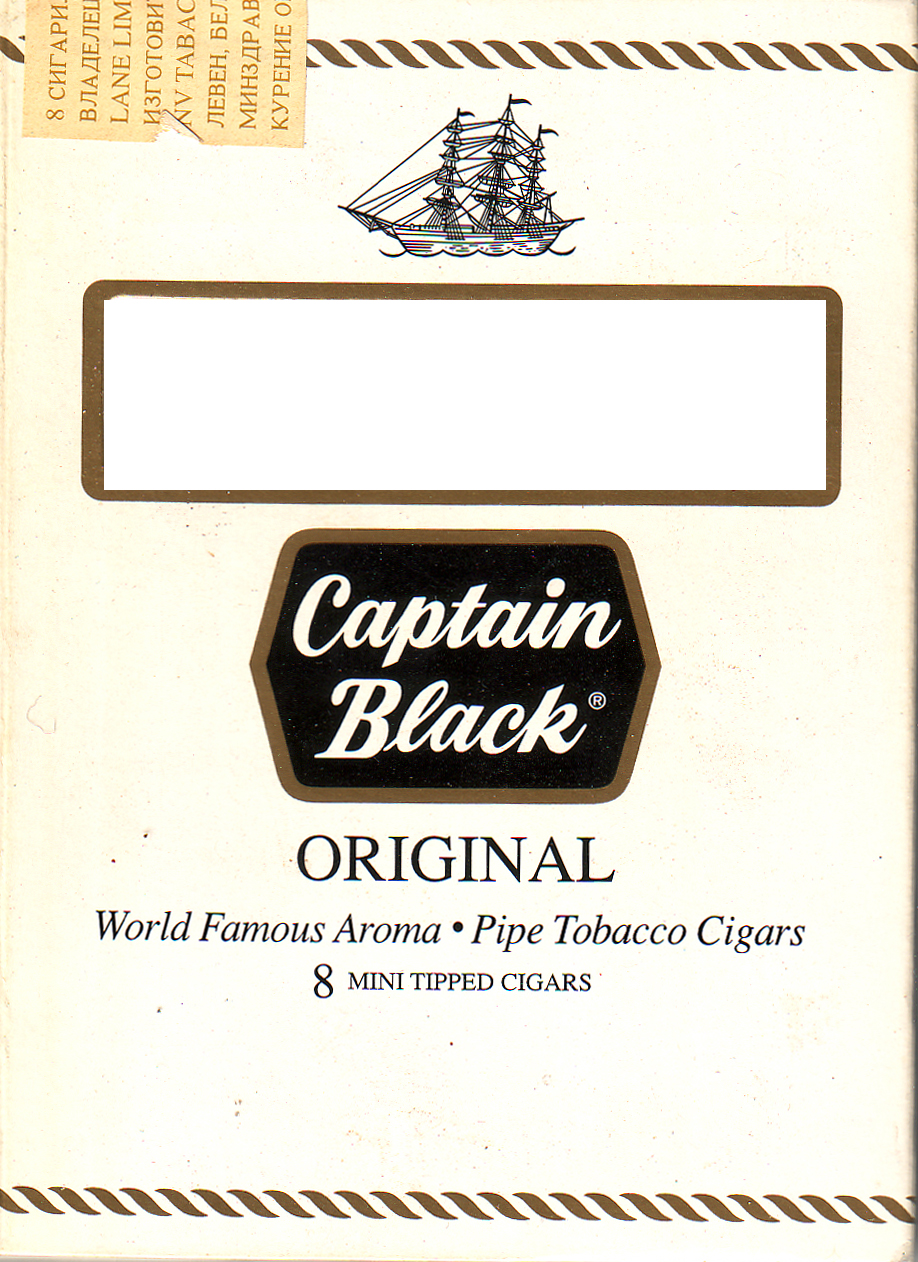 8 СИГАРИ
ВЛАДЕЛЕЦ
LANE LIM
ИЗГОТОВИ
NV TABAC
ЛЕВЕН, БЕЛ
МИНЗДРАВ
КУРЕНИЕ О
Captain
Black®
ORIGINAL
World Famous Aroma • Pipe Tobacco Cigars
8 MINI TIPPED CIGARS